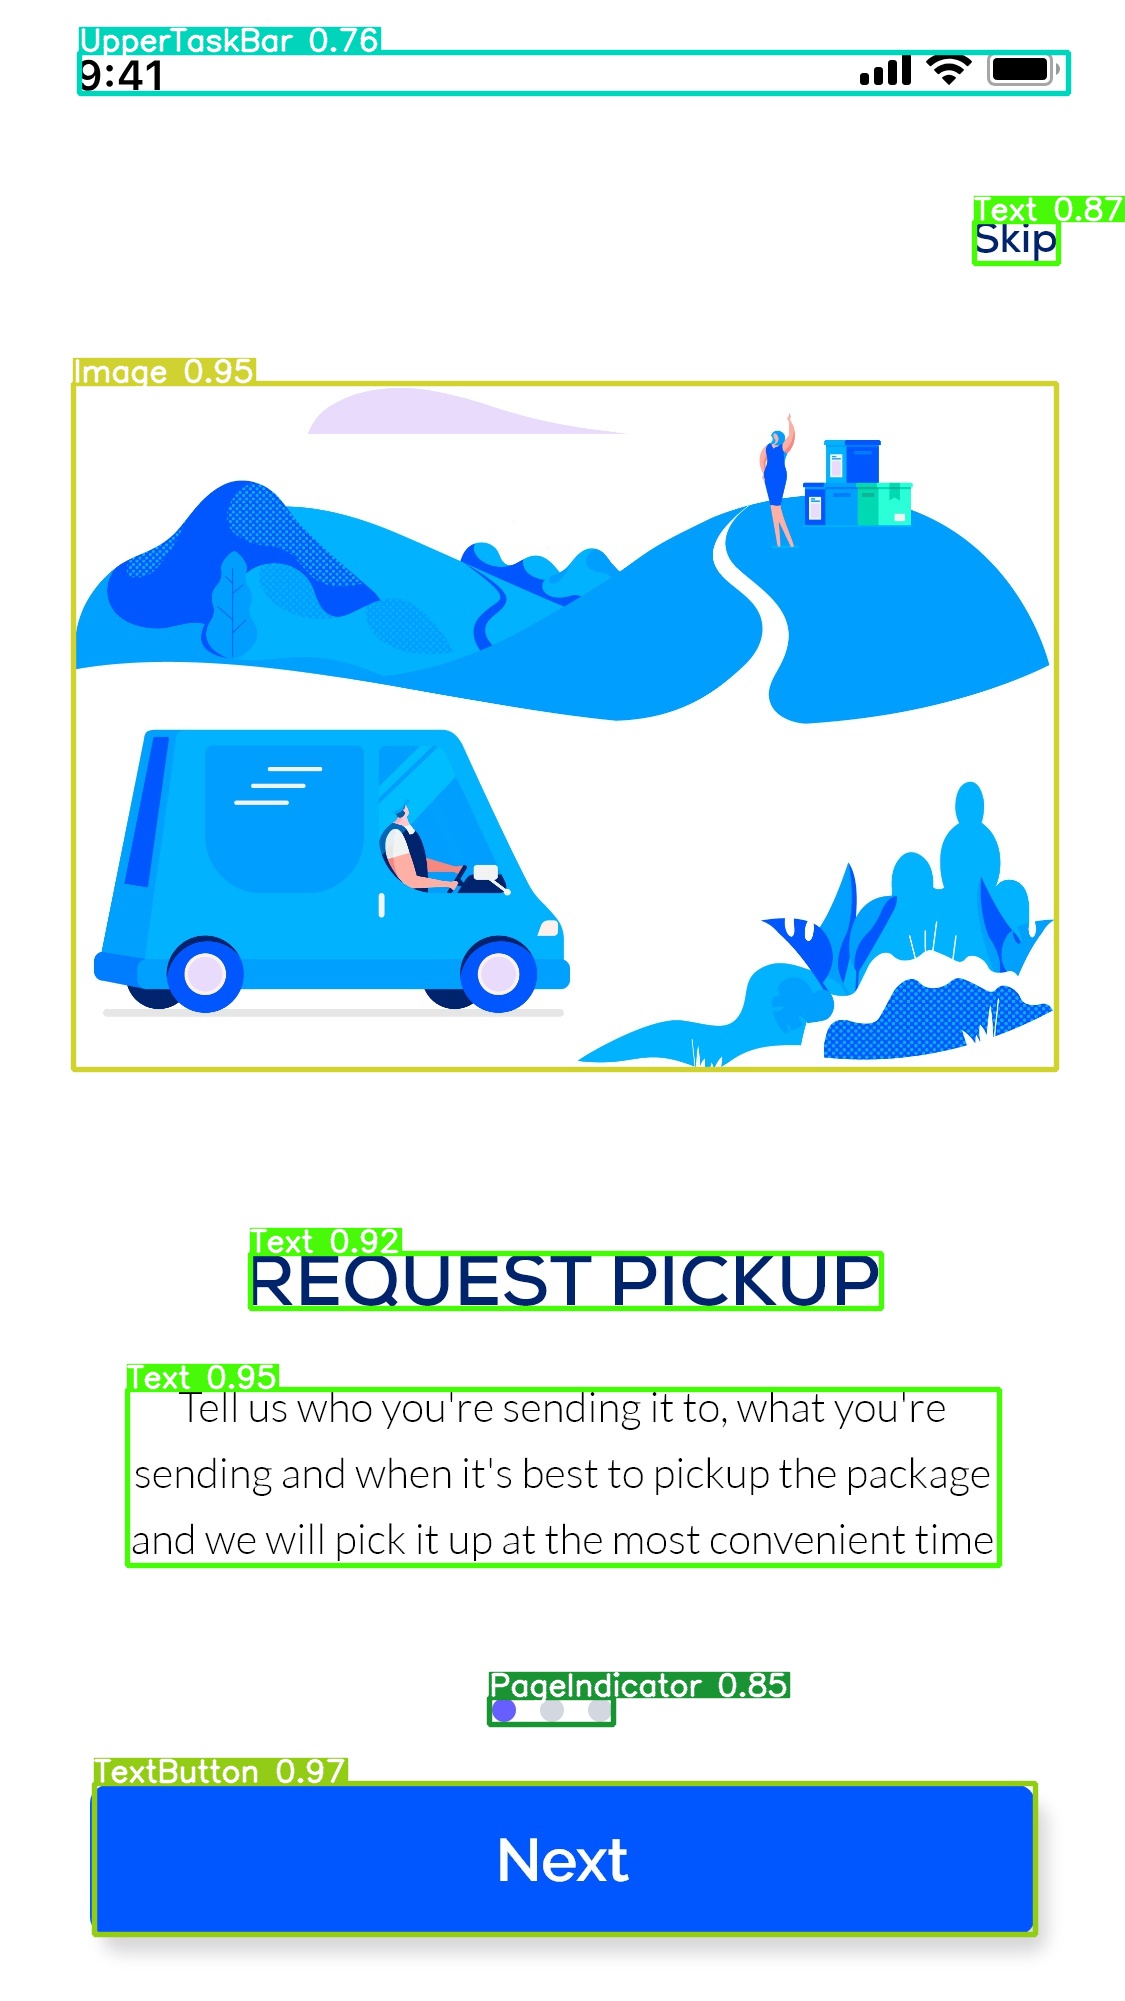 UpperTaskBar 0.76
9:41
Text 0.87
Skip
Image 0.95
Text 0.92
REQUEST PICKUP
Text 0.95
Tell us who you're sending it to, what you're
sending and when it's best to pickup the package
and we will pick it up at the most convenient time
PageIndicator 0.85
TextButton 0.97
Next